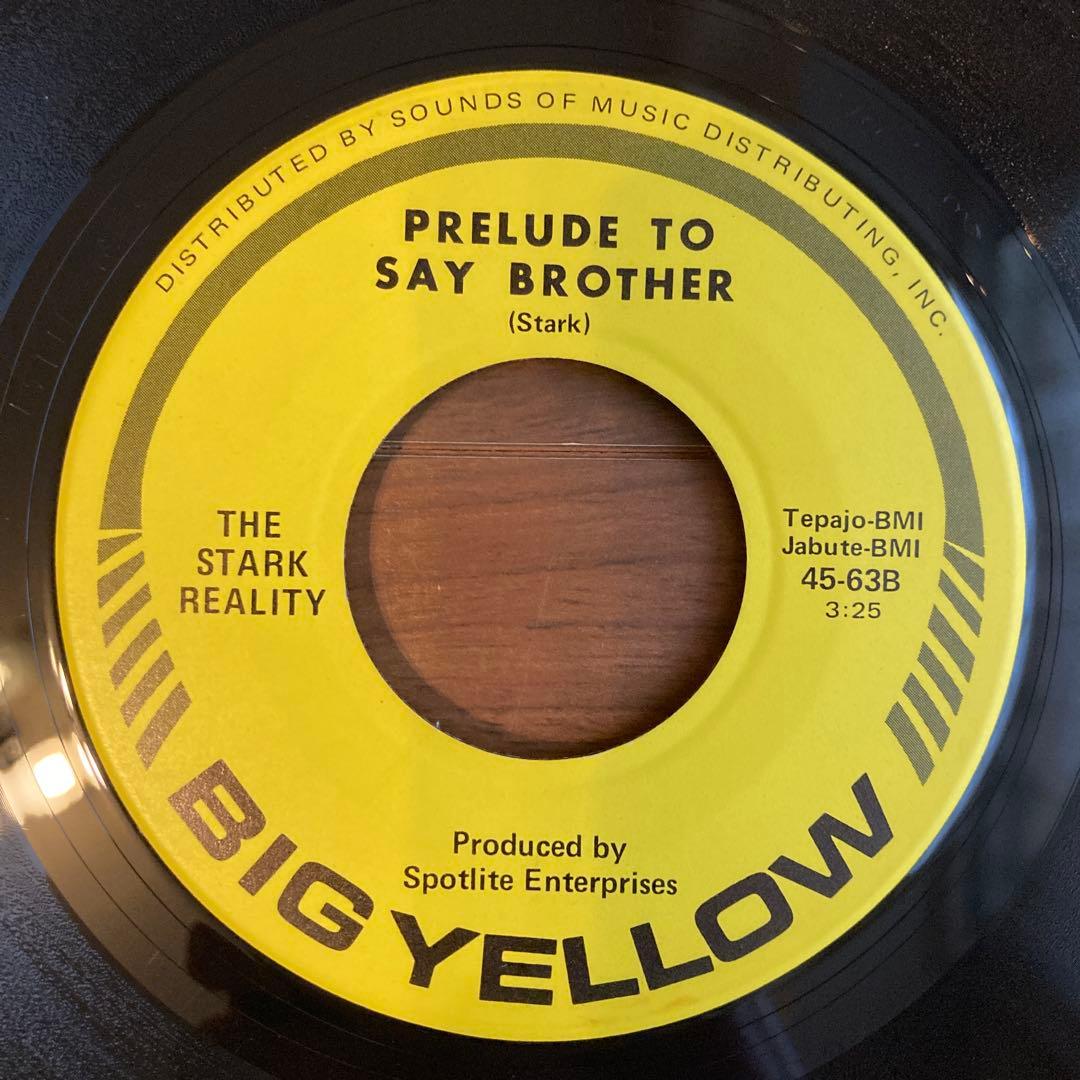 DISTRIBUTED BY SOUNDS OF MUSIC DISTRIBUTING, INC.
PRELUDE TO
SAY BROTHER
(Stark)
THE
STARK
REALITY
Tepajo-BMI
Jabute-BMI
45-63B
3:25
Produced by
Spotlite Enterprises
BIG YELLOW